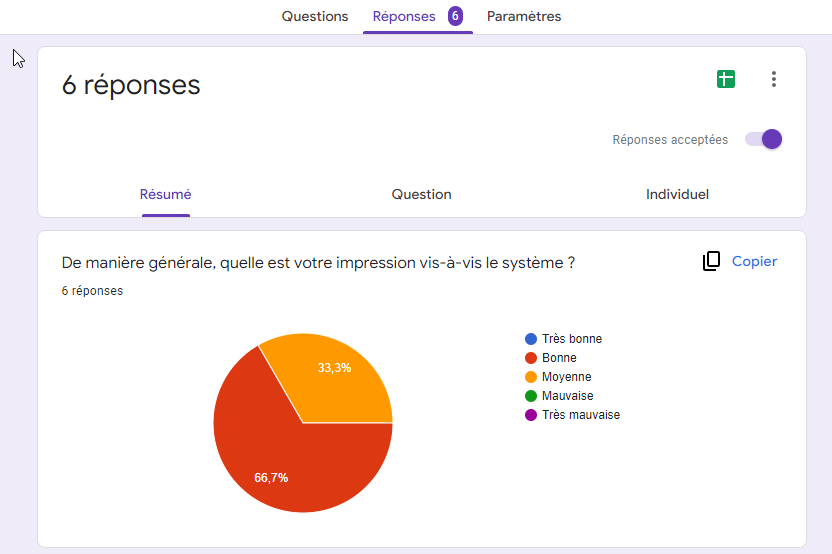 Questions Réponses 6 Paramètres
6 réponses
Réponses acceptées
Résumé Question Individuel
De manière générale, quelle est votre impression vis-à-vis le système ?
Copier
6 réponses
33,3%
66,7%
Très bonne
Bonne
Moyenne
Mauvaise
Très mauvaise